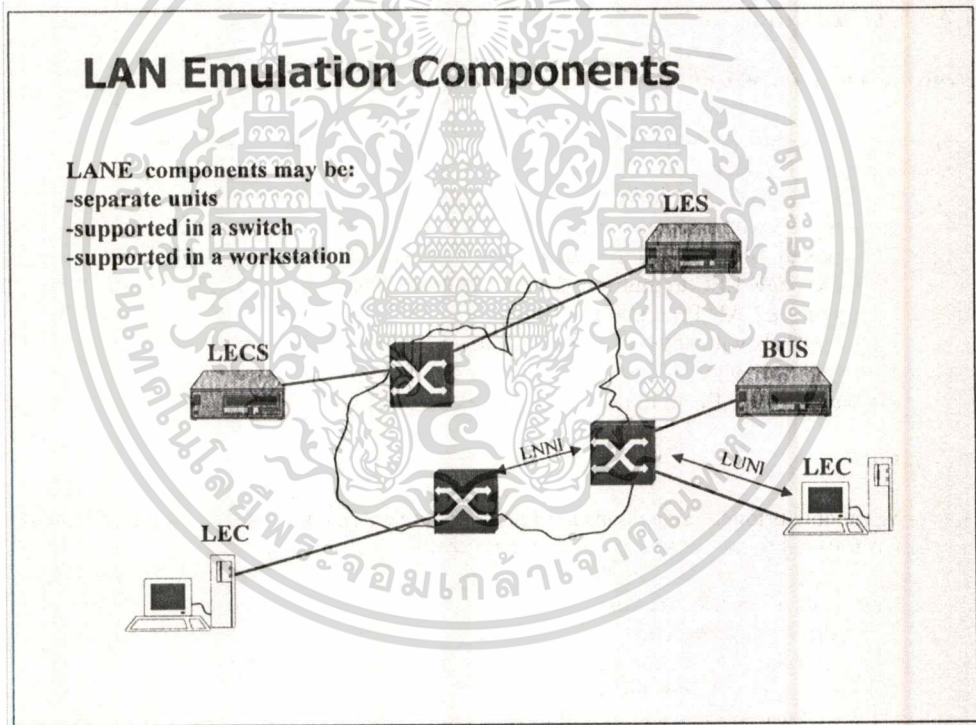 LAN Emulation Components
LANE components may be:
-separate units
-supported in a switch
-supported in a workstation
LES
LECS
BUS
LNNI
LUNI
LEC
LEC